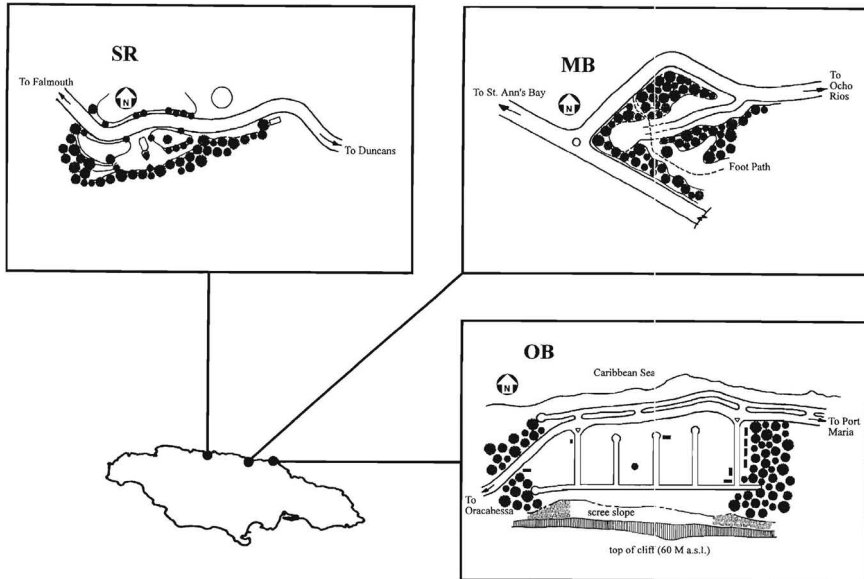 SR
To Falmouth
N
To Duncans
MB
To St. Ann's Bay
N
To
Ocho
Rios
Foot Path
OB
N
Caribbean Sea
To Port
Maria
To
Oracabessa
scree slope
top of cliff (60 M a.s.l.)